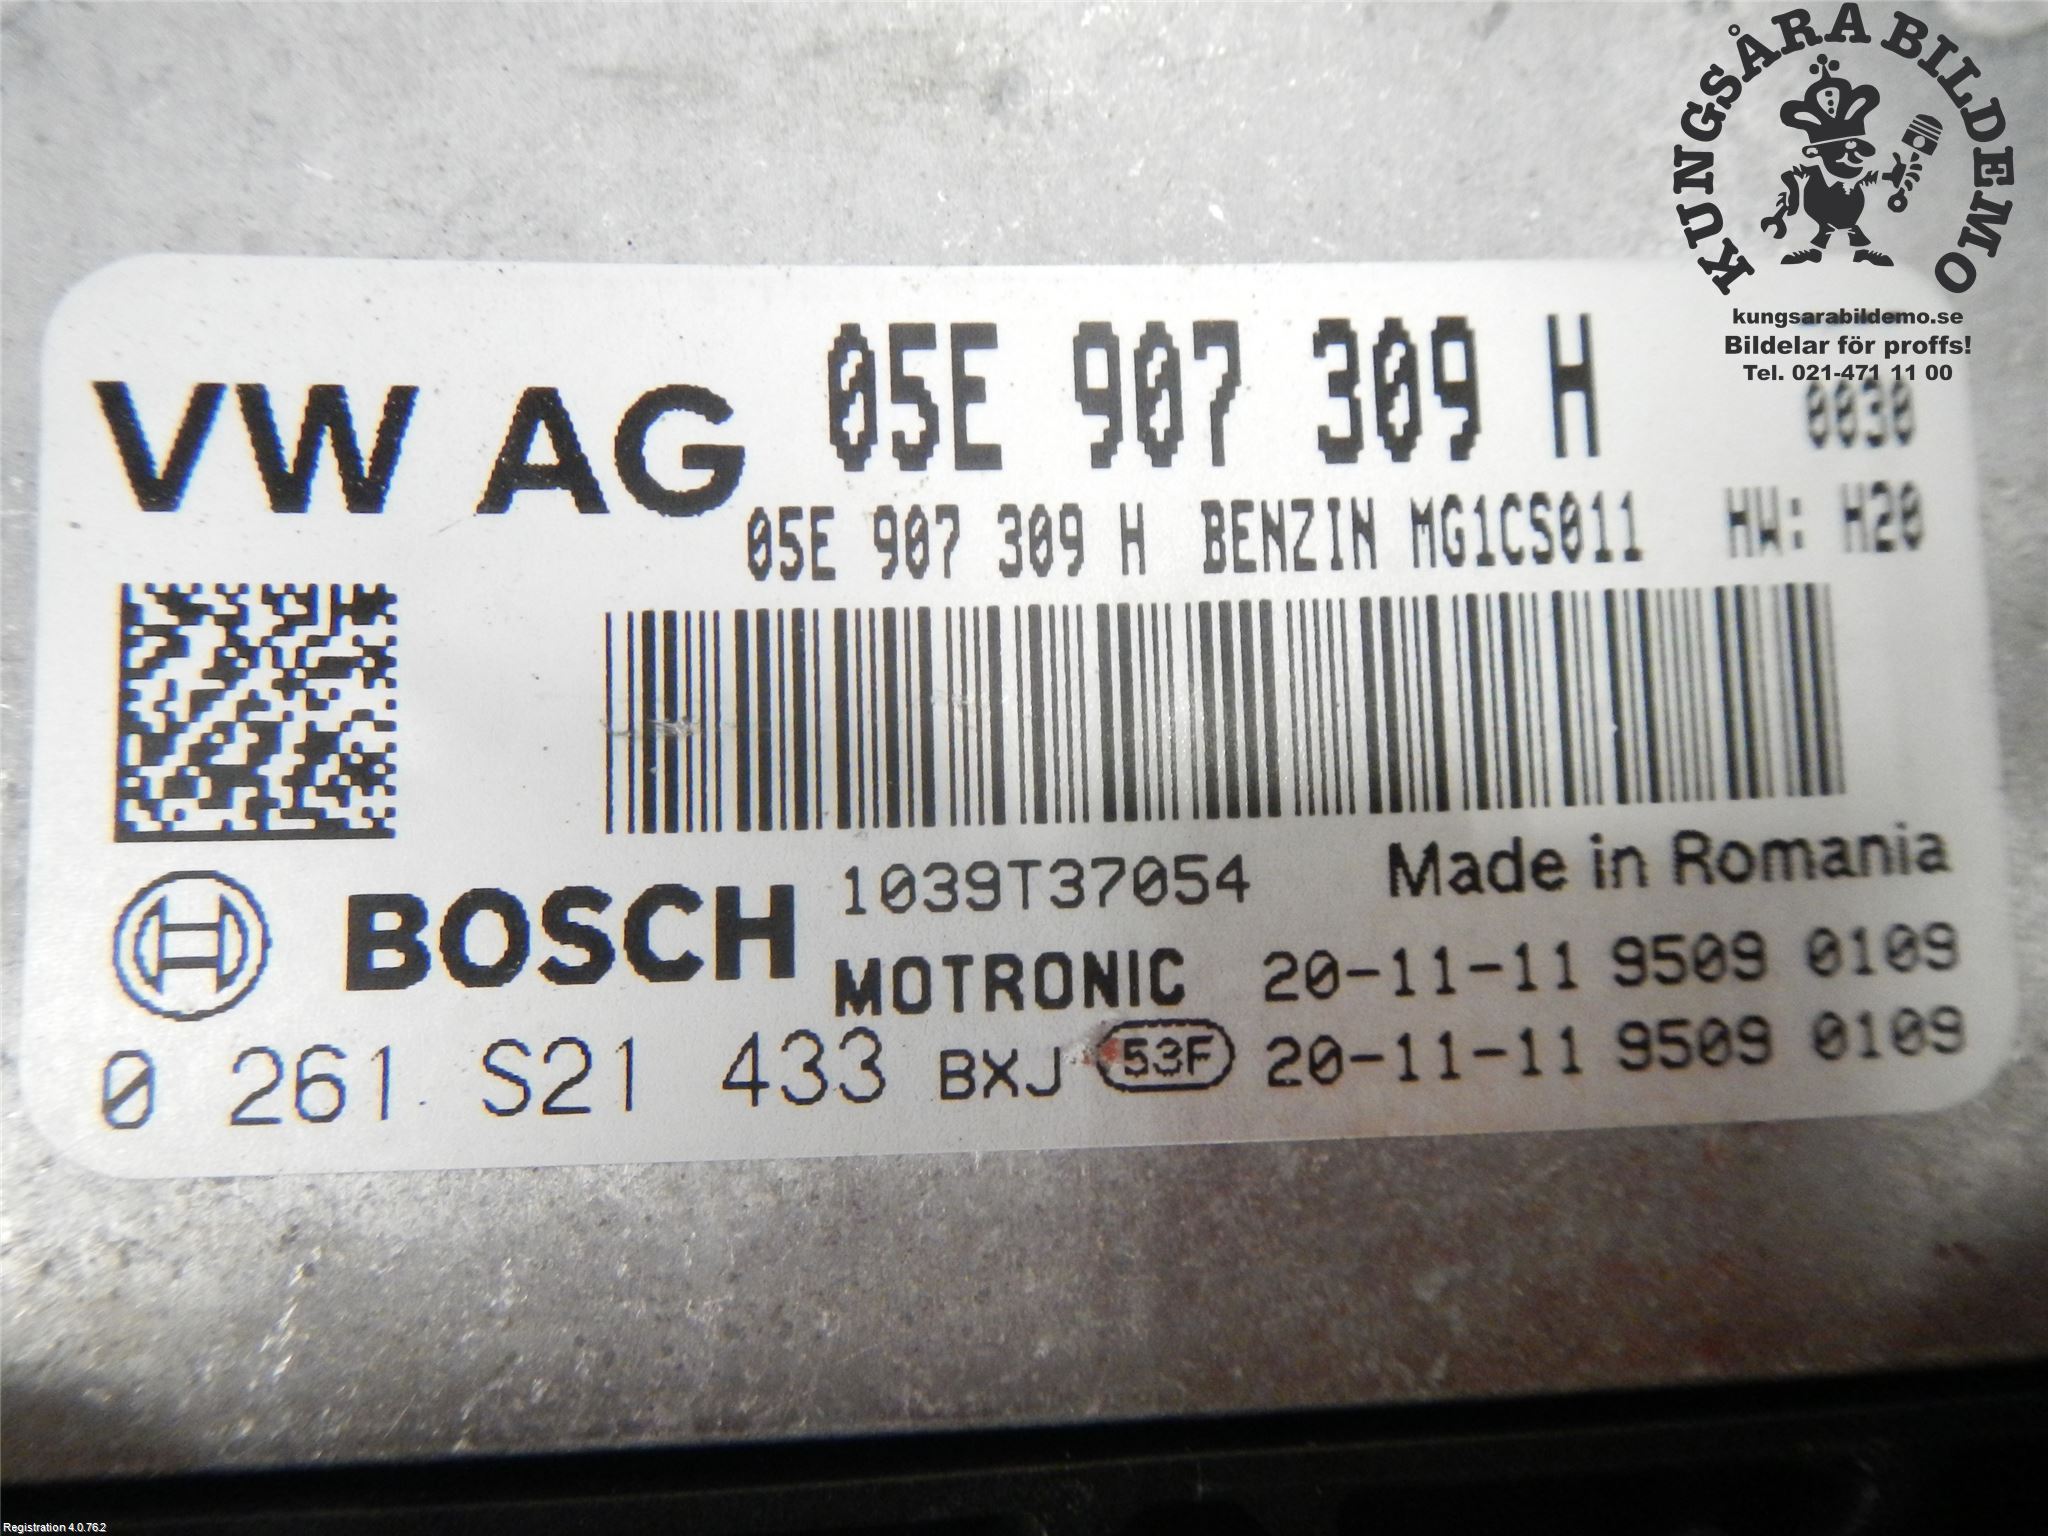 KUNGSÅRA BILDEMO
kungsarabildemo.se
Bildelar för proffs!
Tel. 021-471 11 00
VW AG 05E 907 309 H 0030
05E 907 309 H BENZIN MG1CS011 HW: H20
BOSCH 1039T37054 Made in Romania
MOTRONIC 20-11-11 9509 0109
0 261 S21 433 BXJ 53F 20-11-11 9509 0109
Registration 4.0.76.2